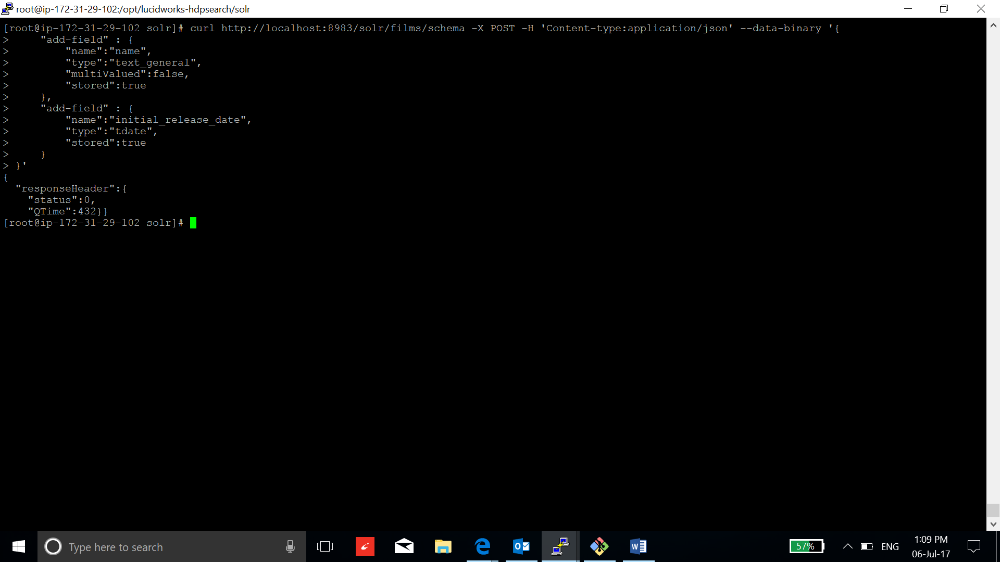 root@ip-172-31-29-102:/opt/lucidworks-hdpsearch/solr
[root@ip-172-31-29-102 solr]# curl http://localhost:8983/solr/films/schema -X POST -H 'Content-type:application/json' --data-binary '{
>     "add-field" : {
>         "name":"name",
>         "type":"text_general",
>         "multiValued":false,
>         "stored":true
>     },
>     "add-field" : {
>         "name":"initial_release_date",
>         "type":"tdate",
>         "stored":true
>     }
> }'
{
  "responseHeader":{
    "status":0,
    "QTime":432}}
[root@ip-172-31-29-102 solr]#
Type here to search
57%
ENG
1:09 PM
06-Jul-17